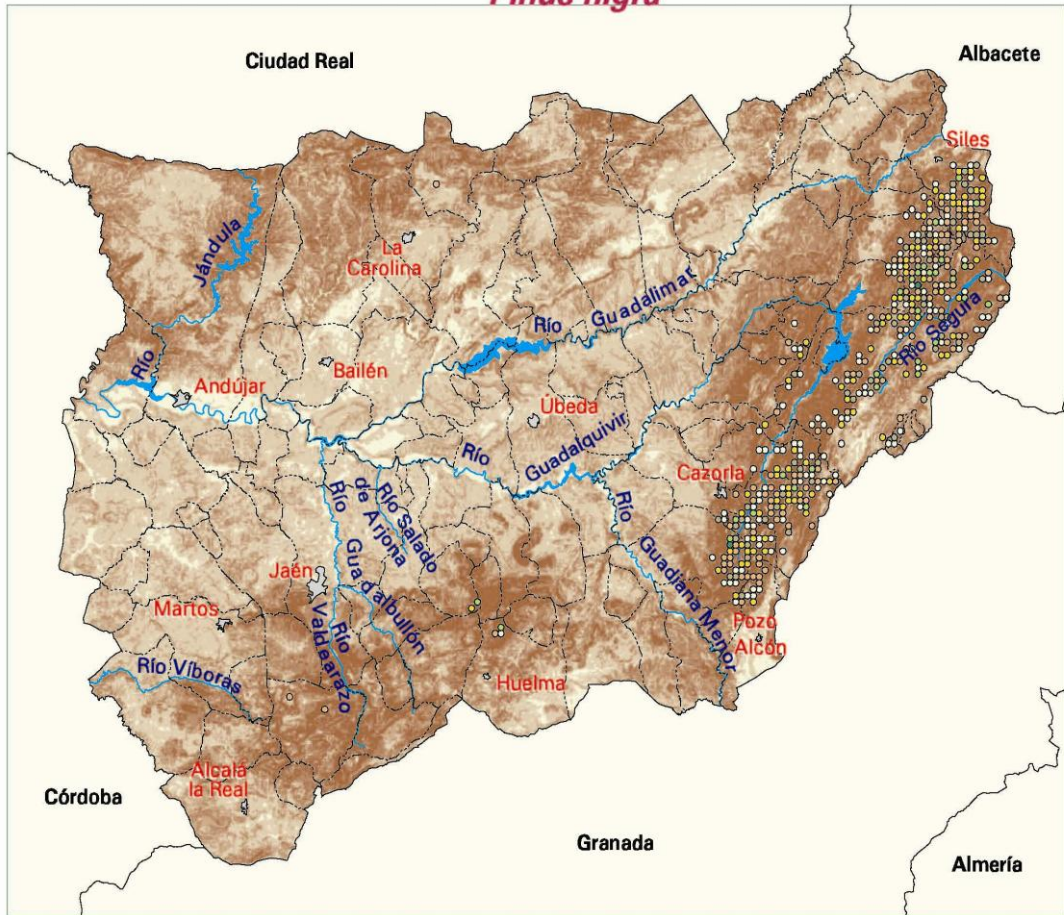 Pinus nigra
Ciudad Real
Albacete
Siles
Jándula
La
Carolina
Río Guadalimar
Río Segura
Río
Andújar
Bailén
Úbeda
Río Guadalquivir
Cazorla
Río Salado
de Arjona
Río Guadalbullón
Río Guadiana Menor
Jaén
Martos
Río Valdearazo
Pozo
Alcón
Río Víboras
Huelma
Alcalá
la Real
Córdoba
Granada
Almería